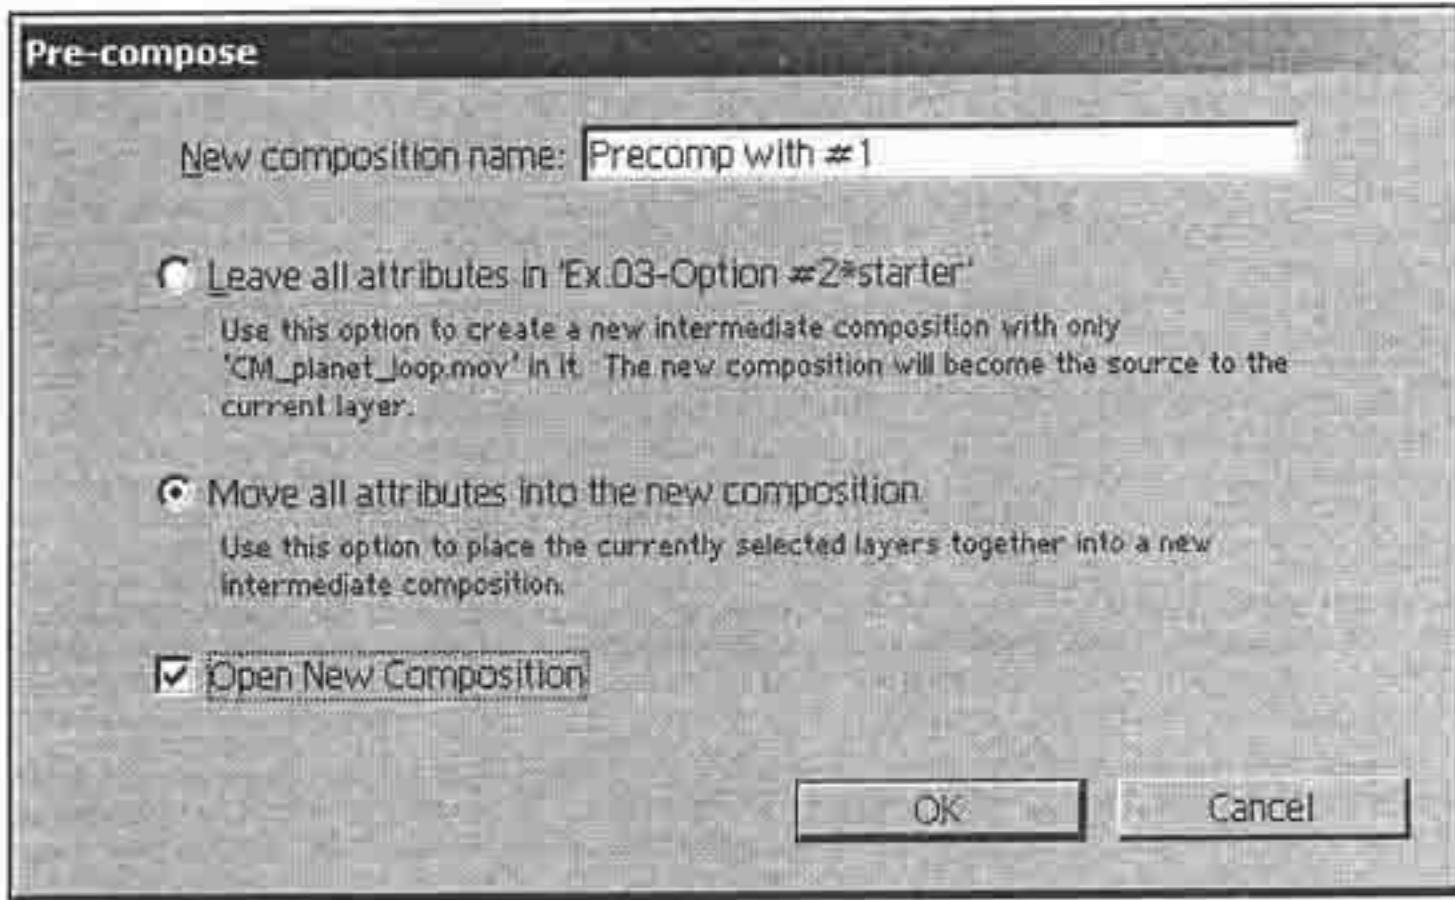 Pre-compose
New composition name: Precomp with #1
Leave all attributes in 'Ex.03-Option #2*starter'
Use this option to create a new intermediate composition with only
'CM_planet_loop.mov' in it. The new composition will become the source to the
current layer.
Move all attributes into the new composition
Use this option to place the currently selected layers together into a new
intermediate composition.
Open New Composition
OK
Cancel